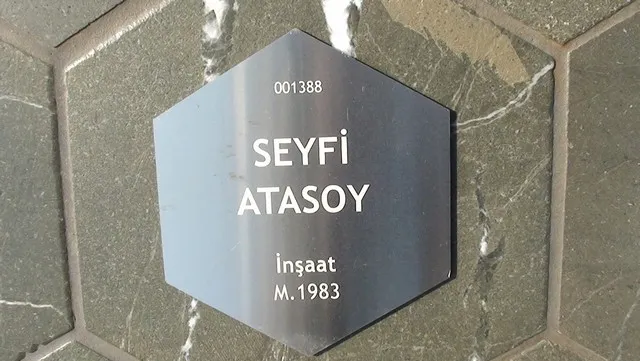 001388
SEYFİ
ATASOY
İnşaat
M.1983